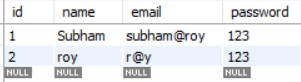 id name email password
1 Subham subham@roy 123
2 roy r@y 123
NULL NULL NULL NULL